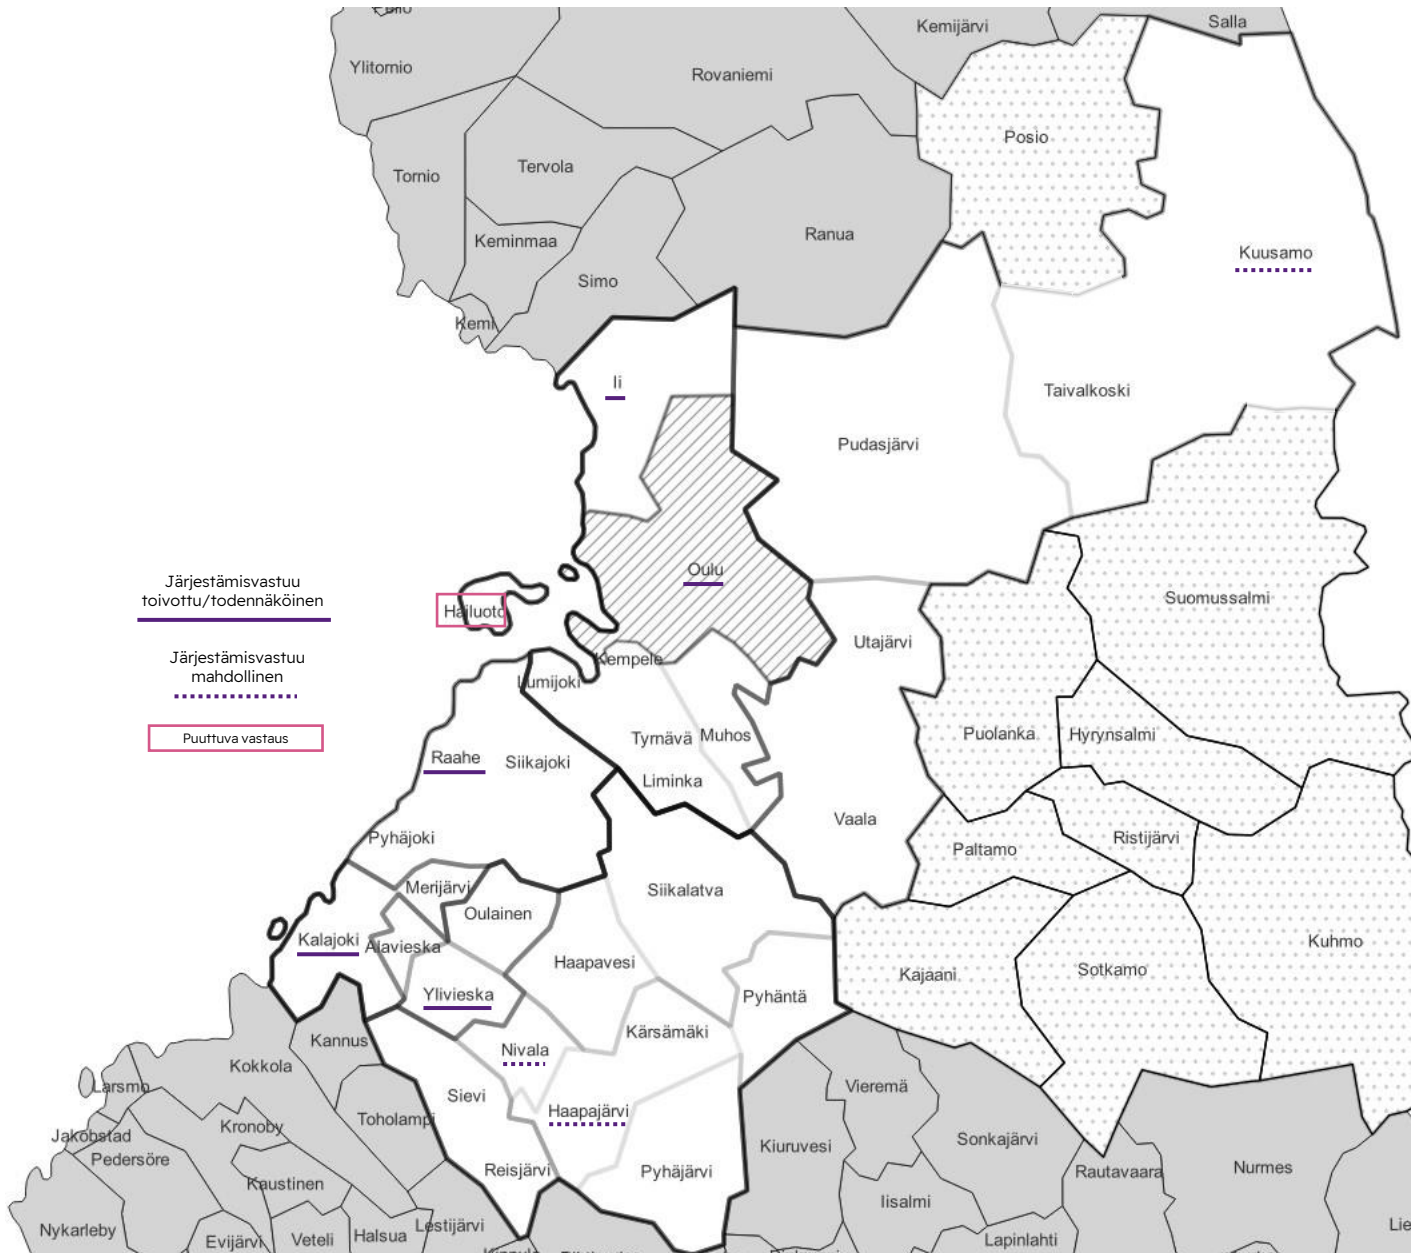 Salla
Kemijärvi
Ylitornio
Rovaniemi
Posio
Tervola
Tornio
Ranua
Keminmaa
Kuusamo
Simo
Kemi
Ii
Taivalkoski
Pudasjärvi
Oulu
Järjestämisvastuu
toivottu/todennäköinen
Hailuoto
Suomussalmi
Utajärvi
Järjestämisvastuu
mahdollinen
Kempele
Lumijoki
Puuttuva vastaus
Tyrnävä
Muhos
Puolanka
Hyrynsalmi
Raahe
Siikajoki
Liminka
Vaala
Pyhäjoki
Ristijärvi
Paltamo
Merijärvi
Siikalatva
Oulainen
Kalajoki
Alavieska
Kuhmo
Haapavesi
Kajaani
Sotkamo
Ylivieska
Pyhäntä
Kärsämäki
Kannus
Nivala
Kokkola
Larsmo
Vieremä
Sievi
Haapajärvi
Toholampi
Kronoby
Jakobstad
Pedersöre
Kiuruvesi
Sonkajärvi
Reisjärvi
Pyhäjärvi
Rautavaara
Nurmes
Kaustinen
Iisalmi
Nykarleby
Evijärvi
Veteli
Halsua
Lestijärvi
Lapinlahti
Lie